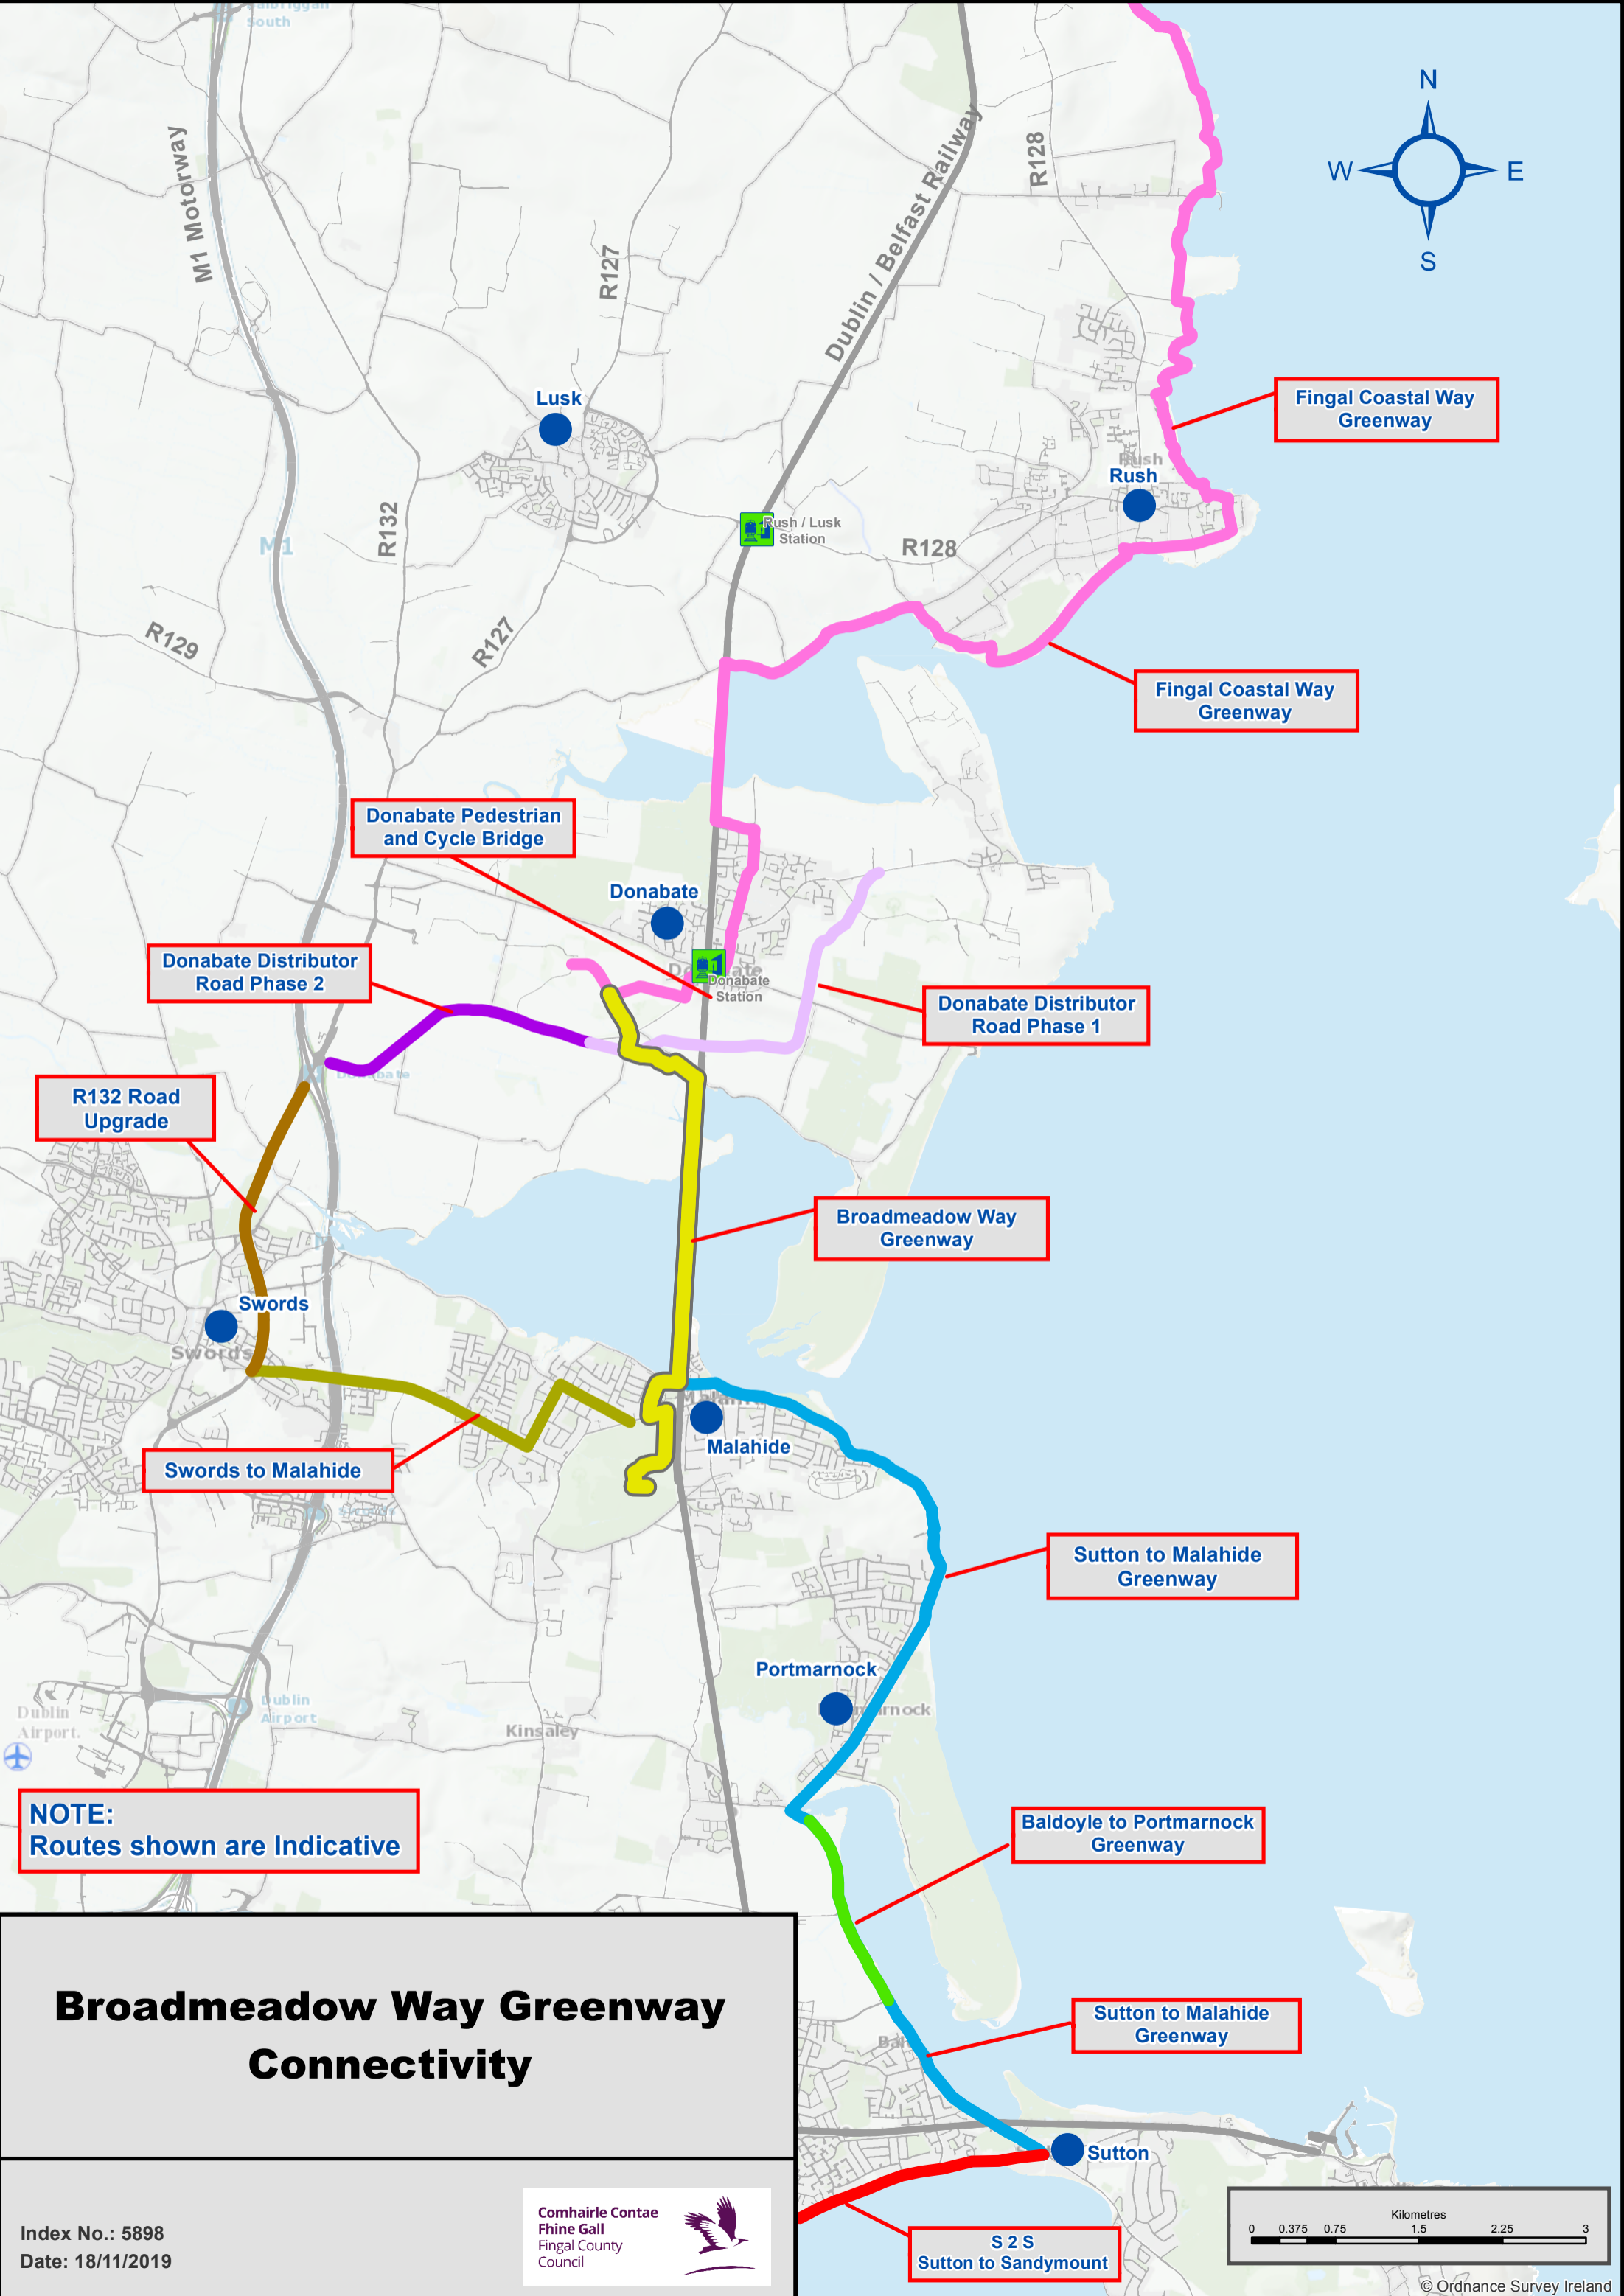 Balbriggan
South
N
W
E
S
M1 Motorway
R127
Dublin / Belfast Railway
R128
Lusk
Fingal Coastal Way
Greenway
Rush
Rush
R132
M1
Rush / Lusk
Station
R128
R129
R127
Fingal Coastal Way
Greenway
Donabate Pedestrian
and Cycle Bridge
Donabate
Donabate Distributor
Road Phase 2
Donabate
Donabate
Station
Donabate Distributor
Road Phase 1
Donabate
R132 Road
Upgrade
Broadmeadow Way
Greenway
Swords
Swords
Malahide
Swords to Malahide
Sutton to Malahide
Greenway
Portmarnock
Portmarnock
Dublin
Airport
Dublin
Airport.
Kinsaley
NOTE:
Routes shown are Indicative
Baldoyle to Portmarnock
Greenway
Broadmeadow Way Greenway
Connectivity
Sutton to Malahide
Greenway
Sutton
Index No.: 5898
Date: 18/11/2019
Comhairle Contae
Fhine Gall
Fingal County
Council
S 2 S
Sutton to Sandymount
Kilometres
0 0.375 0.75 1.5 2.25 3
© Ordnance Survey Ireland